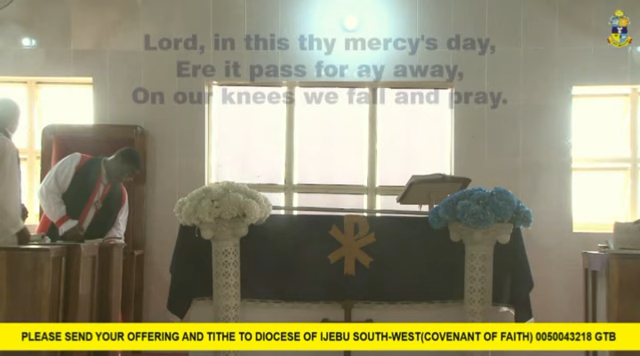 Lord, in this thy mercy's day,
Ere it pass for ay away,
On our knees we fall and pray.
PLEASE SEND YOUR OFFERING AND TITHE TO DIOCESE OF IJEBU SOUTH-WEST(COVENANT OF FAITH) 0050043218 GTB